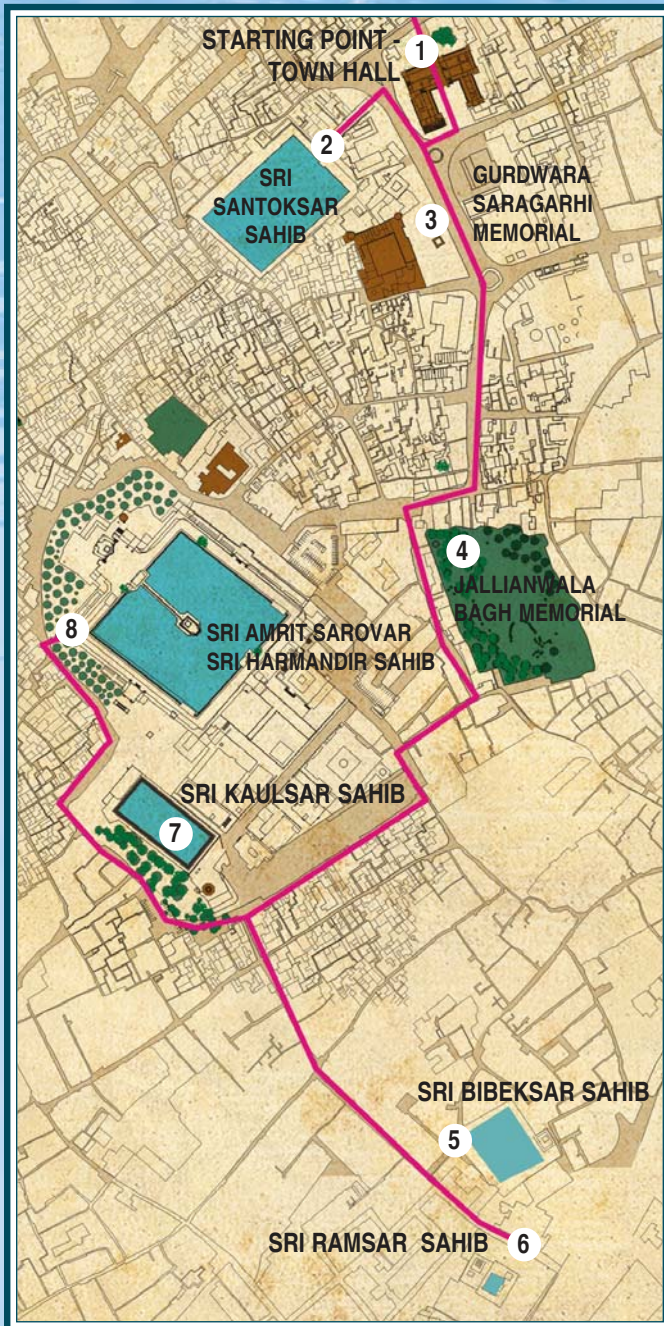 STARTING POINT -
TOWN HALL
1
2
SRI
SANTOKSAR
SAHIB
3
GURDWARA
SARAGARHI
MEMORIAL
4
JALLIANWALA
BAGH MEMORIAL
8
SRI AMRIT SAROVAR
SRI HARMANDIR SAHIB
SRI KAULSAR SAHIB
7
SRI BIBEKSAR SAHIB
5
SRI RAMSAR SAHIB
6